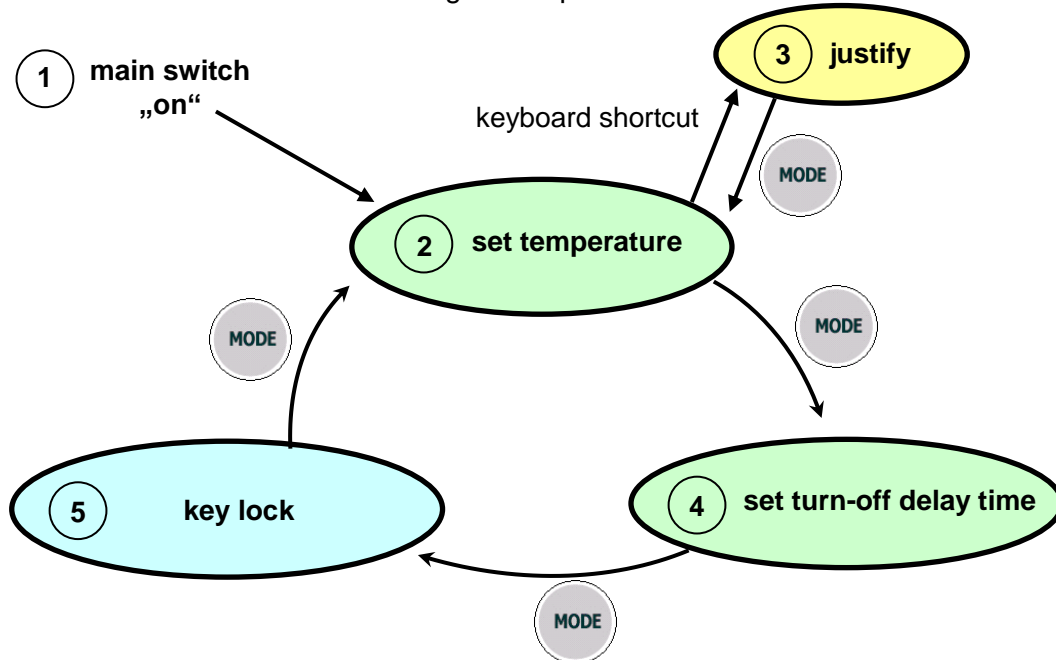 1
main switch
„on“
3
justify
keyboard shortcut
MODE
2
set temperature
MODE
MODE
5
key lock
4
set turn-off delay time
MODE